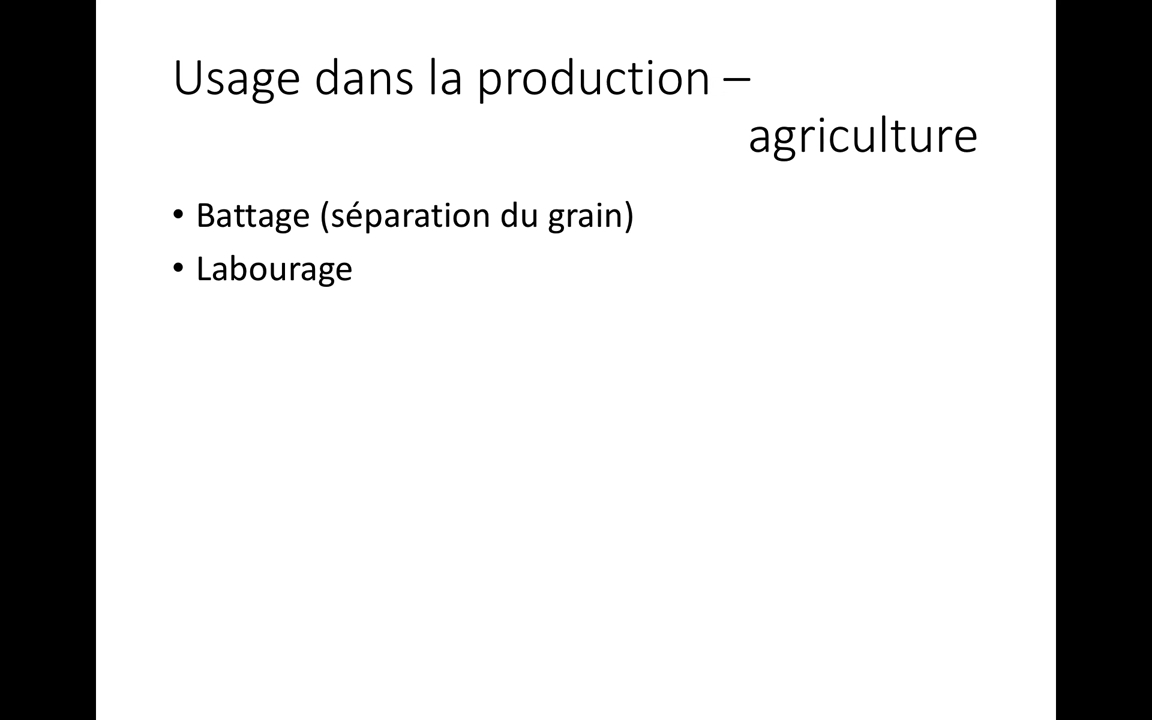 Usage dans la production –
agriculture
• Battage (séparation du grain)
• Labourage